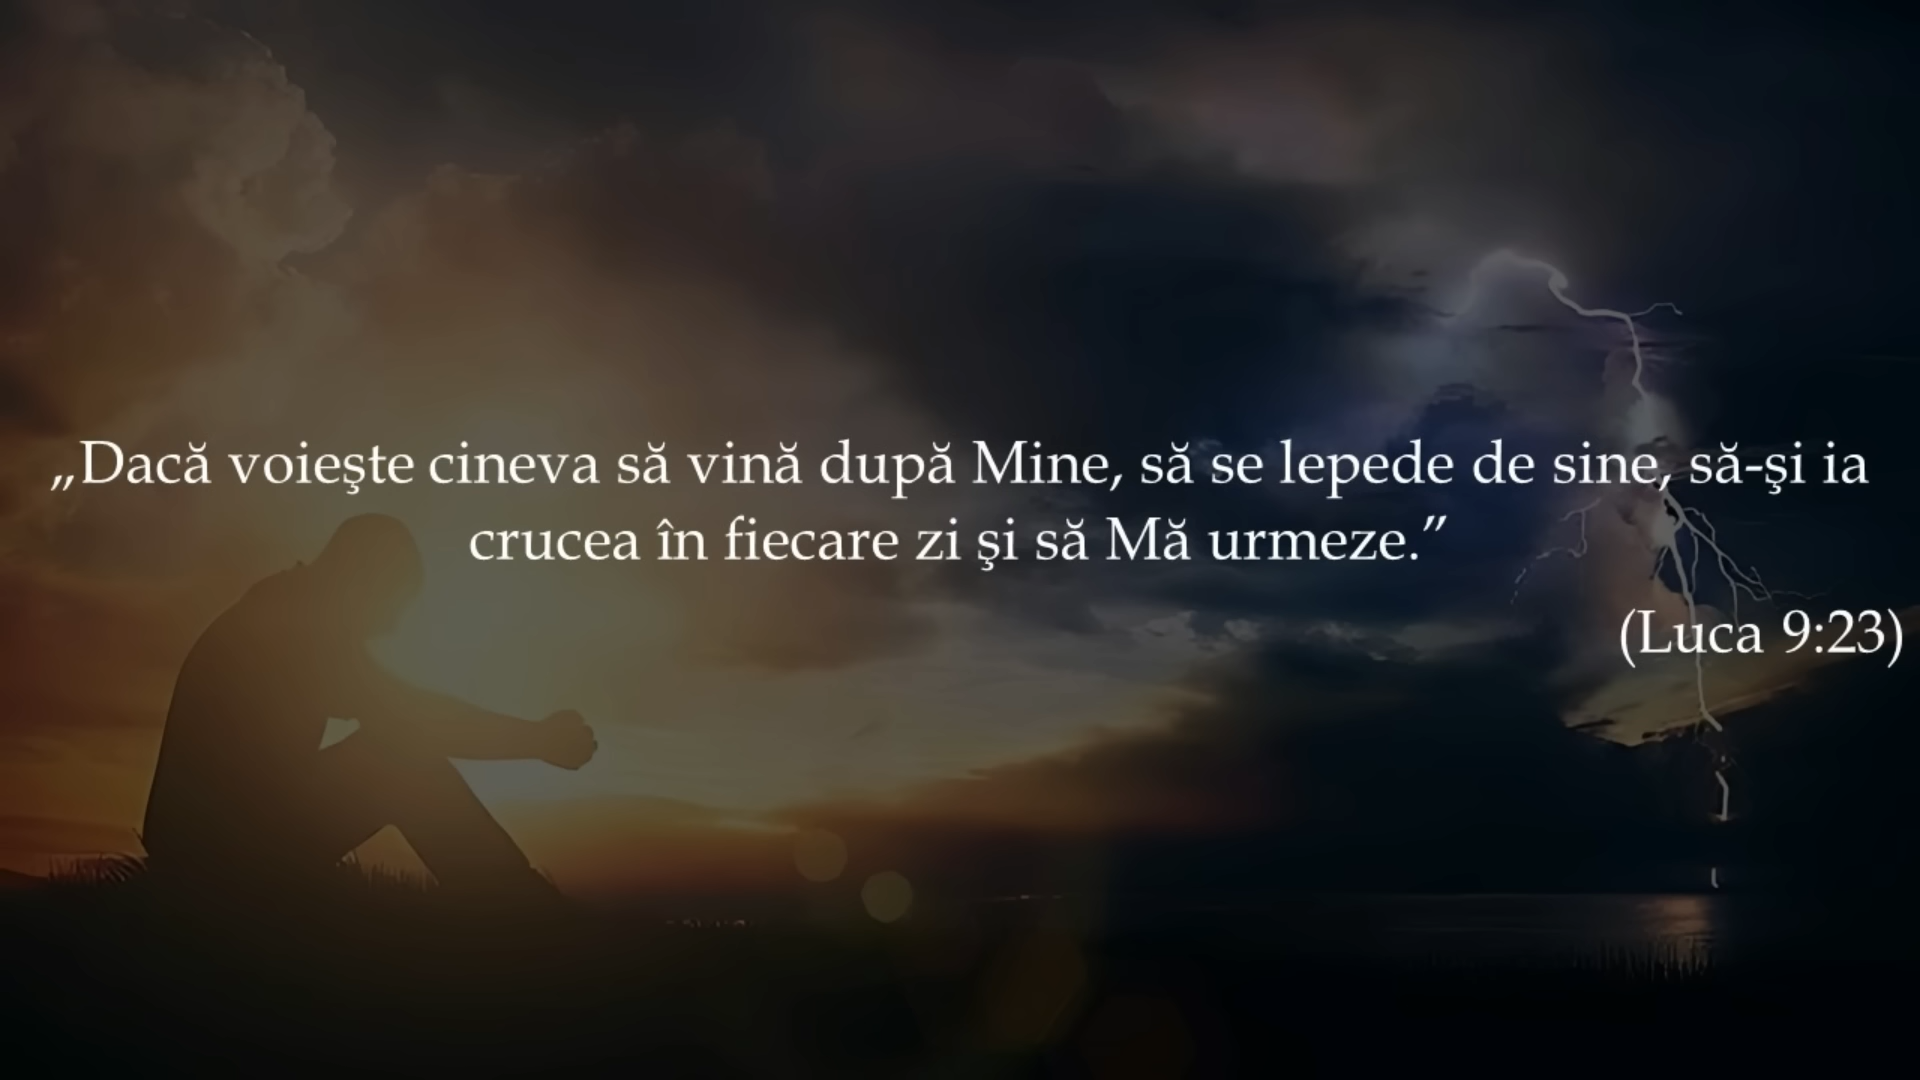 „Dacă voieşte cineva să vină după Mine, să se lepede de sine, să-şi ia
crucea în fiecare zi şi să Mă urmeze.”
(Luca 9:23)